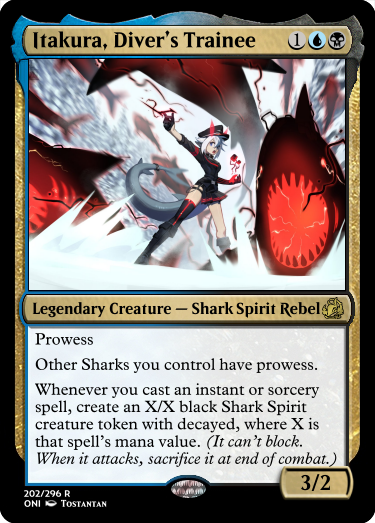 Itakura, Diver's Trainee 1
Legendary Creature — Shark Spirit Rebel
Prowess
Other Sharks you control have prowess.
Whenever you cast an instant or sorcery
spell, create an X/X black Shark Spirit
creature token with decayed, where X is
that spell's mana value. (It can't block.
When it attacks, sacrifice it at end of combat.)
3/2
202/296 R
ONI Tostantan